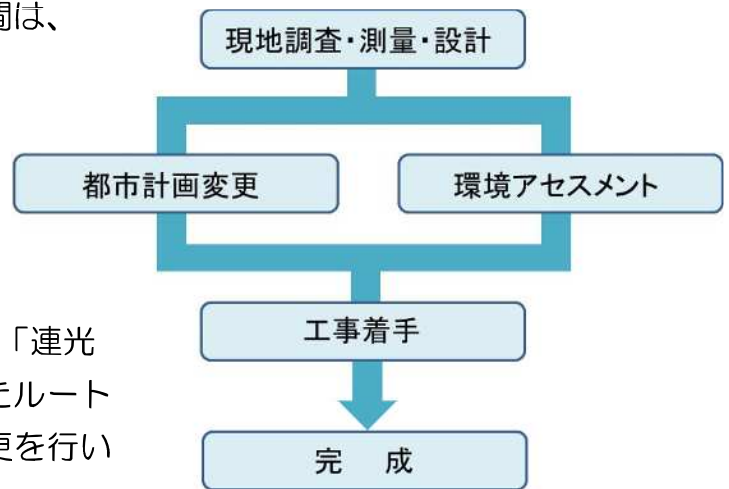 間は、
現地調査・測量・設計
都市計画変更
環境アセスメント
工事着手
「連光
たルート
更を行い
完　成